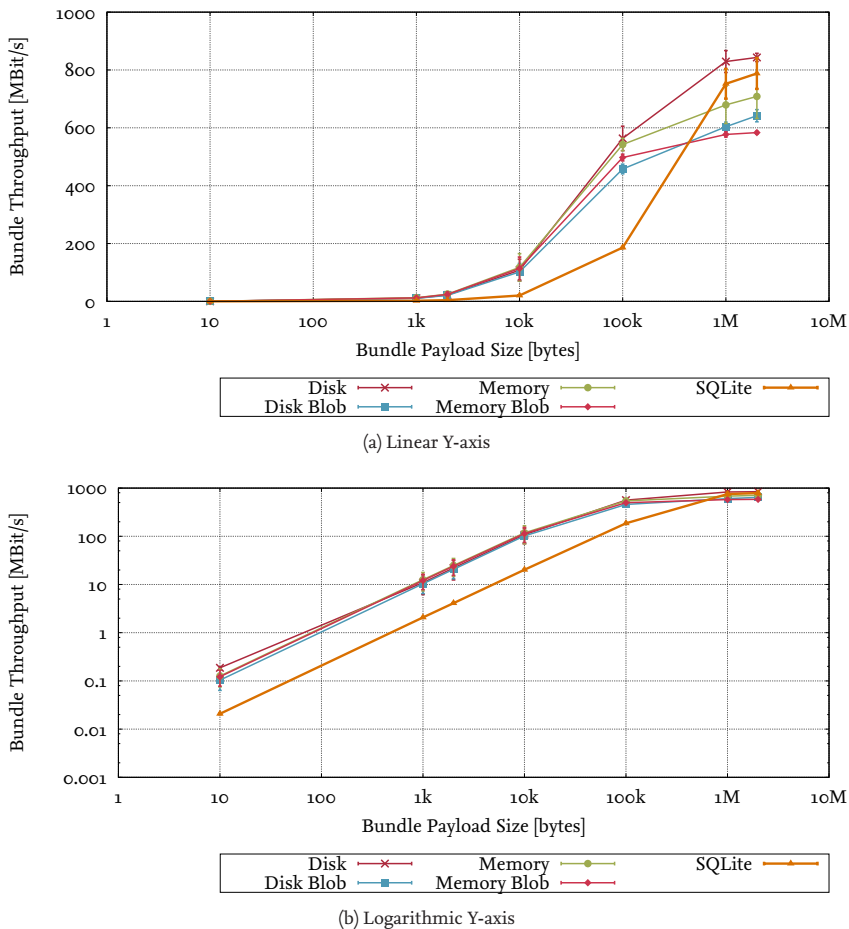 1000
800
600
400
200
0
Bundle Throughput [MBit/s]
1 10 100 1k 10k 100k 1M 10M
Bundle Payload Size [bytes]
Disk Memory SQLite
Disk Blob Memory Blob
(a) Linear Y-axis
1000
100
10
1
0.1
0.01
0.001
Bundle Throughput [MBit/s]
1 10 100 1k 10k 100k 1M 10M
Bundle Payload Size [bytes]
Disk Memory SQLite
Disk Blob Memory Blob
(b) Logarithmic Y-axis